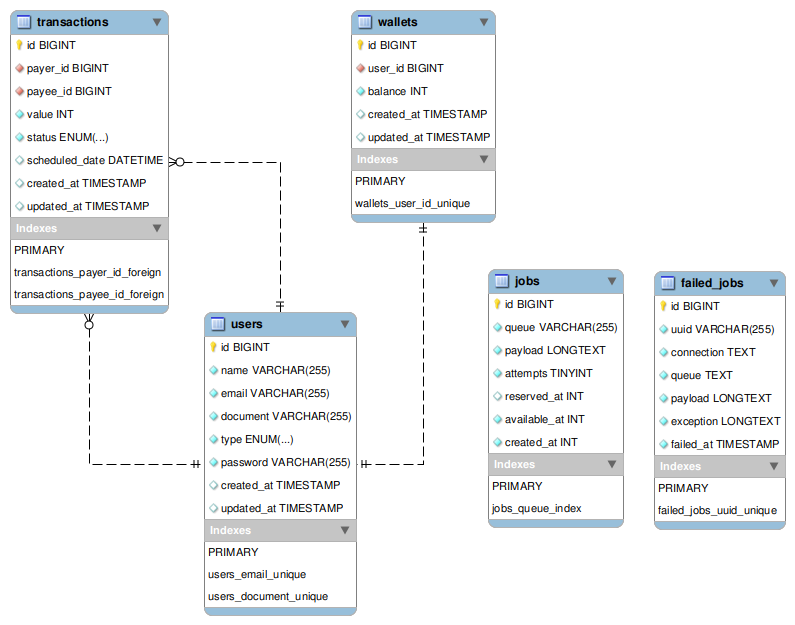 transactions
id BIGINT
payer_id BIGINT
payee_id BIGINT
value INT
status ENUM(...)
scheduled_date DATETIME
created_at TIMESTAMP
updated_at TIMESTAMP
Indexes
PRIMARY
transactions_payer_id_foreign
transactions_payee_id_foreign
wallets
id BIGINT
user_id BIGINT
balance INT
created_at TIMESTAMP
updated_at TIMESTAMP
Indexes
PRIMARY
wallets_user_id_unique
users
id BIGINT
name VARCHAR(255)
email VARCHAR(255)
document VARCHAR(255)
type ENUM(...)
password VARCHAR(255)
created_at TIMESTAMP
updated_at TIMESTAMP
Indexes
PRIMARY
users_email_unique
users_document_unique
jobs
id BIGINT
queue VARCHAR(255)
payload LONGTEXT
attempts TINYINT
reserved_at INT
available_at INT
created_at INT
Indexes
PRIMARY
jobs_queue_index
failed_jobs
id BIGINT
uuid VARCHAR(255)
connection TEXT
queue TEXT
payload LONGTEXT
exception LONGTEXT
failed_at TIMESTAMP
Indexes
PRIMARY
failed_jobs_uuid_unique